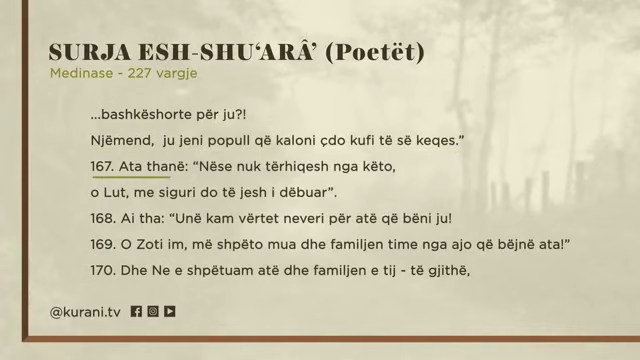 SURJA ESH-SHU‘ARÂ’ (Poetët)
Medinase - 227 vargje
...bashkëshorte për ju?!
Njëmend, ju jeni popull që kaloni çdo kufi të së keqes.”
167. Ata thanë: “Nëse nuk tërhiqesh nga këto,
o Lut, me siguri do të jesh i dëbuar”.
168. Ai tha: “Unë kam vërtet neveri për atë që bëni ju!
169. O Zoti im, më shpëto mua dhe familjen time nga ajo që bëjnë ata!”
170. Dhe Ne e shpëtuam atë dhe familjen e tij - të gjithë,
@kurani.tv